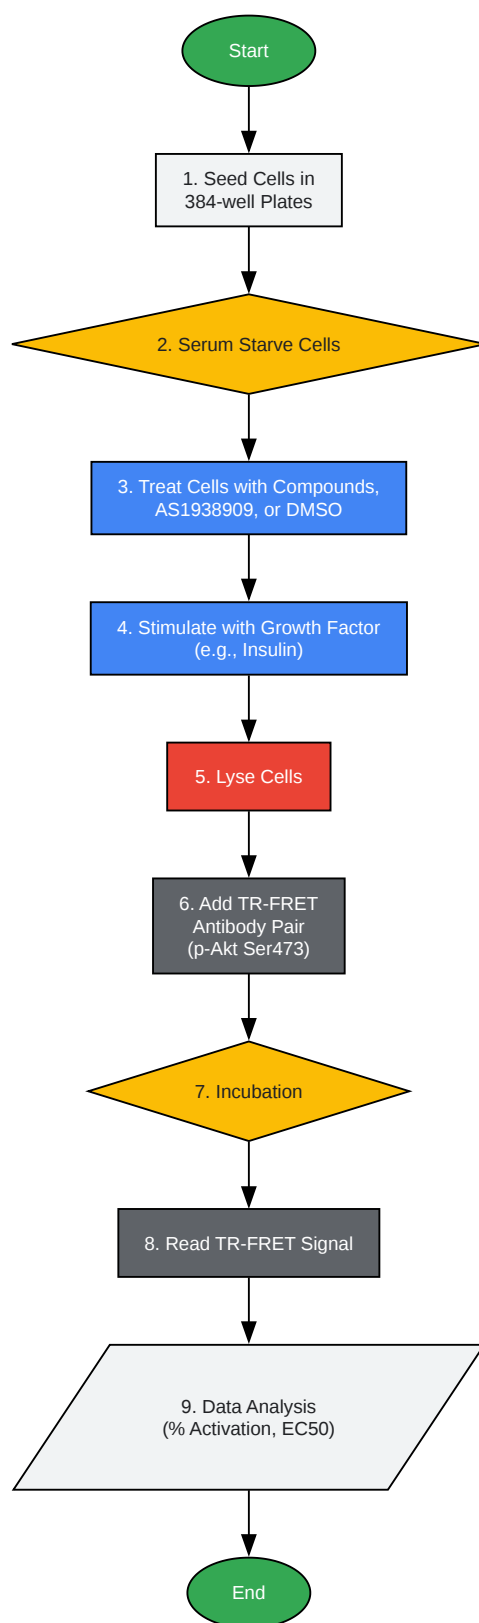 Start
1. Seed Cells in
384-well Plates
2. Serum Starve Cells
3. Treat Cells with Compounds,
AS1938909, or DMSO
4. Stimulate with Growth Factor
(e.g., Insulin)
5. Lyse Cells
6. Add TR-FRET
Antibody Pair
(p-Akt Ser473)
7. Incubation
8. Read TR-FRET Signal
9. Data Analysis
(% Activation, EC50)
End